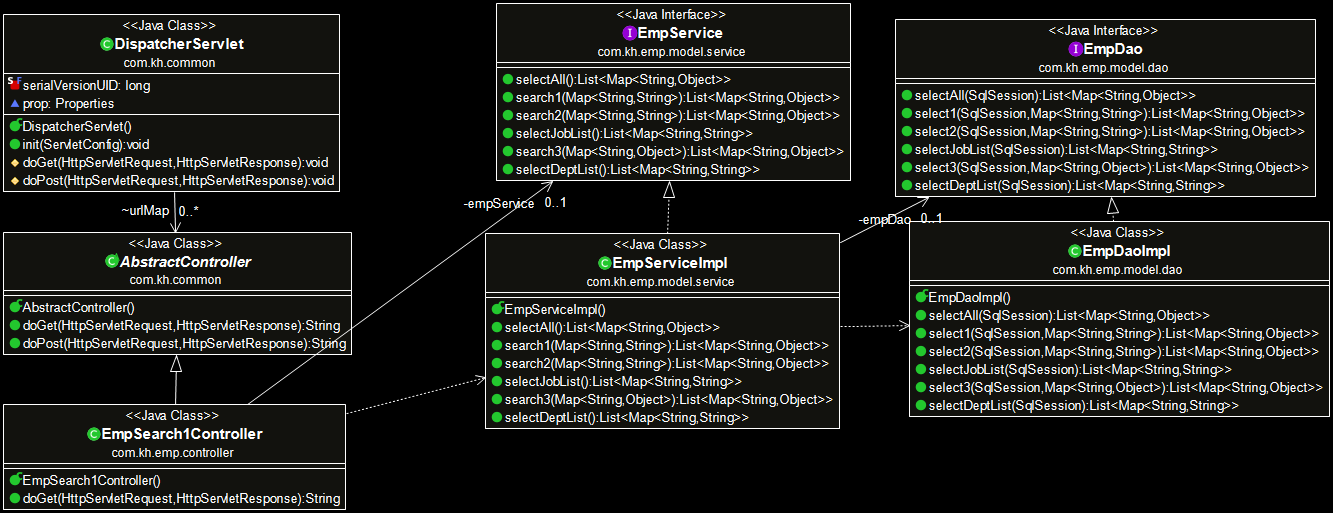 <<Java Class>>
DispatcherServlet
com.kh.common
serialVersionUID: long
prop: Properties
DispatcherServlet()
init(ServletConfig):void
doGet(HttpServletRequest,HttpServletResponse):void
doPost(HttpServletRequest,HttpServletResponse):void
~urlMap 0..*
<<Java Class>>
AbstractController
com.kh.common
AbstractController()
doGet(HttpServletRequest,HttpServletResponse):String
doPost(HttpServletRequest,HttpServletResponse):String
<<Java Class>>
EmpSearch1Controller
com.kh.emp.controller
EmpSearch1Controller()
doGet(HttpServletRequest,HttpServletResponse):String
<<Java Interface>>
EmpService
com.kh.emp.model.service
selectAll():List<Map<String,Object>>
search1(Map<String,String>):List<Map<String,Object>>
search2(Map<String,String>):List<Map<String,Object>>
selectJobList():List<Map<String,String>>
search3(Map<String,Object>):List<Map<String,Object>>
selectDeptList():List<Map<String,String>>
-empService 0..1
<<Java Class>>
EmpServiceImpl
com.kh.emp.model.service
EmpServiceImpl()
selectAll():List<Map<String,Object>>
search1(Map<String,String>):List<Map<String,Object>>
search2(Map<String,String>):List<Map<String,Object>>
selectJobList():List<Map<String,String>>
search3(Map<String,Object>):List<Map<String,Object>>
selectDeptList():List<Map<String,String>>
<<Java Interface>>
EmpDao
com.kh.emp.model.dao
selectAll(SqlSession):List<Map<String,Object>>
select1(SqlSession,Map<String,String>):List<Map<String,Object>>
select2(SqlSession,Map<String,String>):List<Map<String,Object>>
selectJobList(SqlSession):List<Map<String,String>>
select3(SqlSession,Map<String,Object>):List<Map<String,Object>>
selectDeptList(SqlSession):List<Map<String,String>>
-empDao 0..1
<<Java Class>>
EmpDaoImpl
com.kh.emp.model.dao
EmpDaoImpl()
selectAll(SqlSession):List<Map<String,Object>>
select1(SqlSession,Map<String,String>):List<Map<String,Object>>
select2(SqlSession,Map<String,String>):List<Map<String,Object>>
selectJobList(SqlSession):List<Map<String,String>>
select3(SqlSession,Map<String,Object>):List<Map<String,Object>>
selectDeptList(SqlSession):List<Map<String,String>>